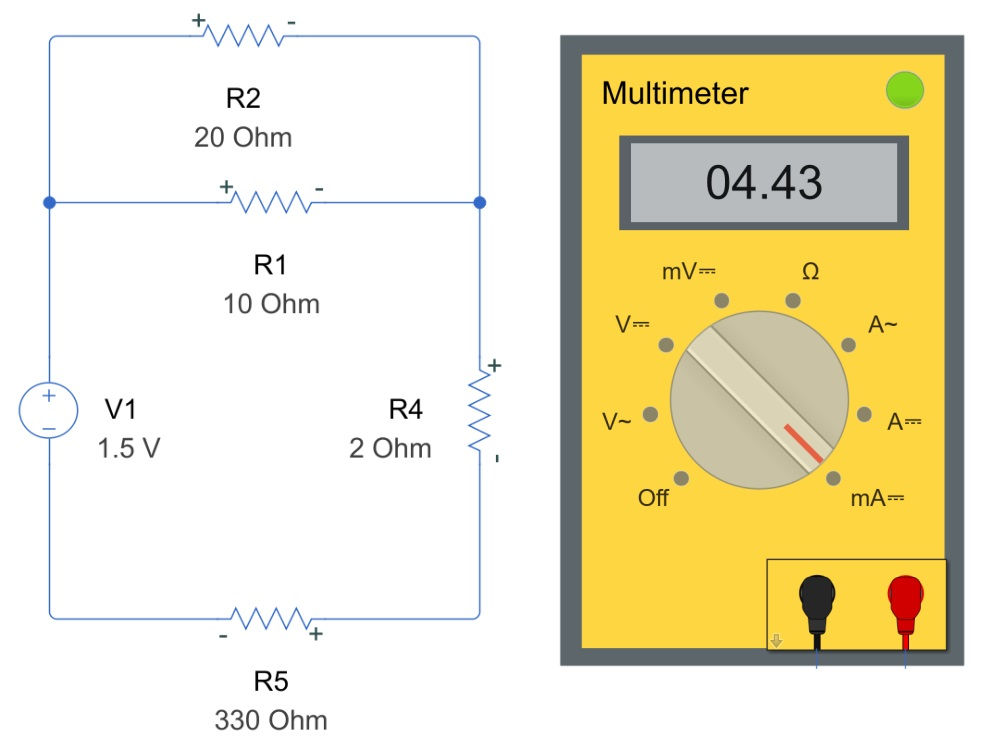 + -
R2
20 Ohm
+ -
R1
10 Ohm
+
-
V1
1.5 V
+
-
R4
2 Ohm
- +
R5
330 Ohm
Multimeter
04.43
mV⎓
Ω
V⎓
A~
V~
A⎓
Off
mA⎓